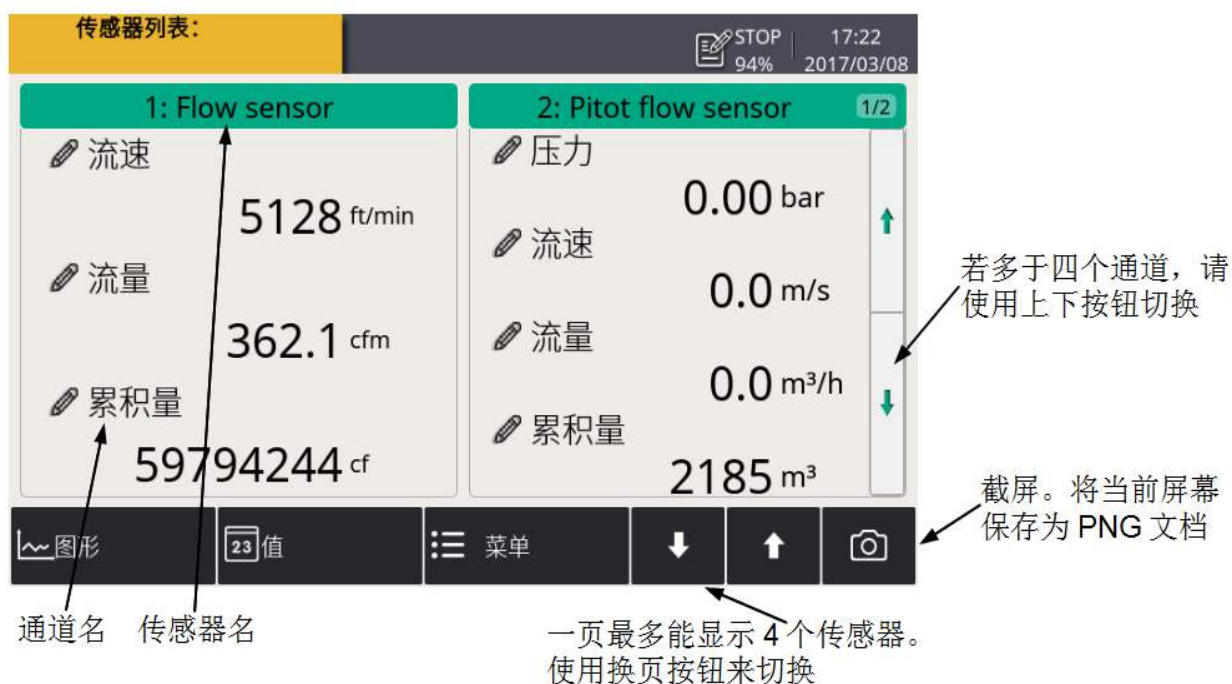 传感器列表：
STOP
94%
17:22
2017/03/08
1: Flow sensor
流速
5128 ft/min
流量
362.1 cfm
累积量
59794244 cf
2: Pitot flow sensor
1/2
压力
0.00 bar
流速
0.0 m/s
流量
0.0 m³/h
累积量
2185 m³
若多于四个通道，请
使用上下按钮切换
截屏。将当前屏幕
保存为 PNG 文档
图形
23 值
菜单
通道名
传感器名
一页最多能显示 4 个传感器。
使用换页按钮来切换